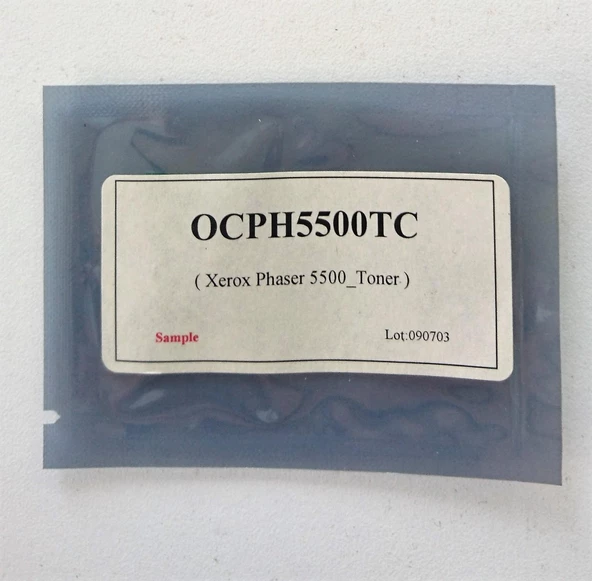 OCPH5500TC
( Xerox Phaser 5500_Toner )
Sample Lot:090703